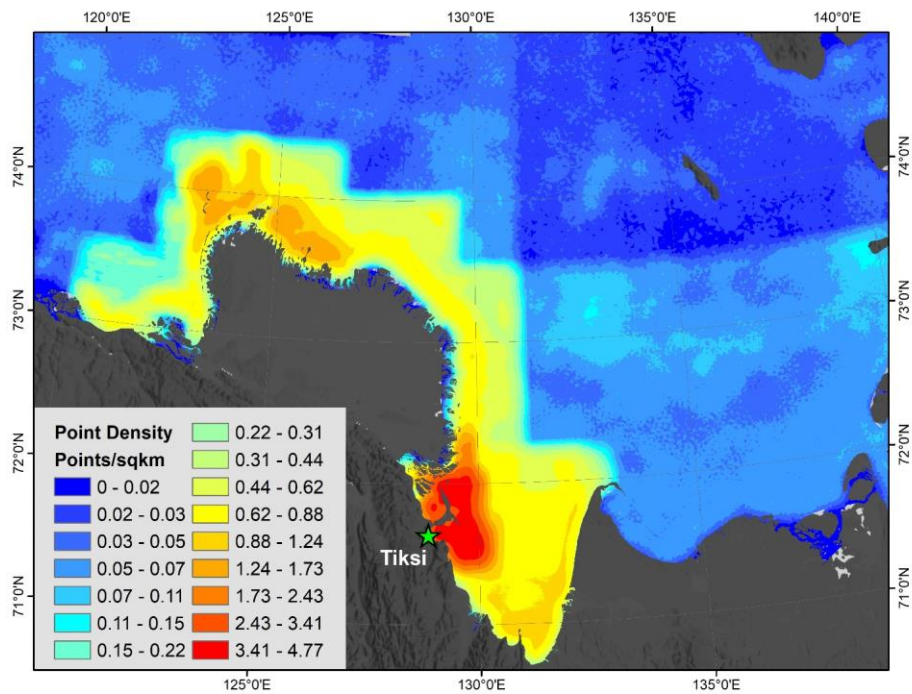 120°0'E 125°0'E 130°0'E 135°0'E 140°0'E
74°0'N 74°0'N
73°0'N 73°0'N
72°0'N 72°0'N
71°0'N 71°0'N
Point Density
Points/sqkm
0 - 0.02
0.02 - 0.03
0.03 - 0.05
0.05 - 0.07
0.07 - 0.11
0.11 - 0.15
0.15 - 0.22
0.22 - 0.31
0.31 - 0.44
0.44 - 0.62
0.62 - 0.88
0.88 - 1.24
1.24 - 1.73
1.73 - 2.43
2.43 - 3.41
3.41 - 4.77
Tiksi
125°0'E 130°0'E 135°0'E